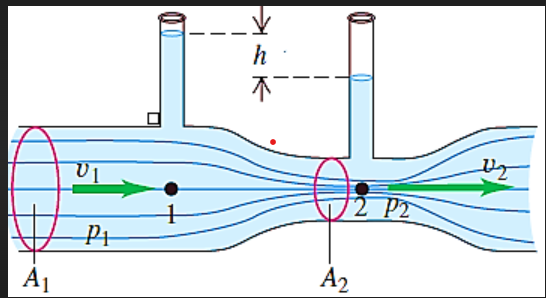 h
v₁
v₂
1
2
p₂
p₁
A₁
A₂